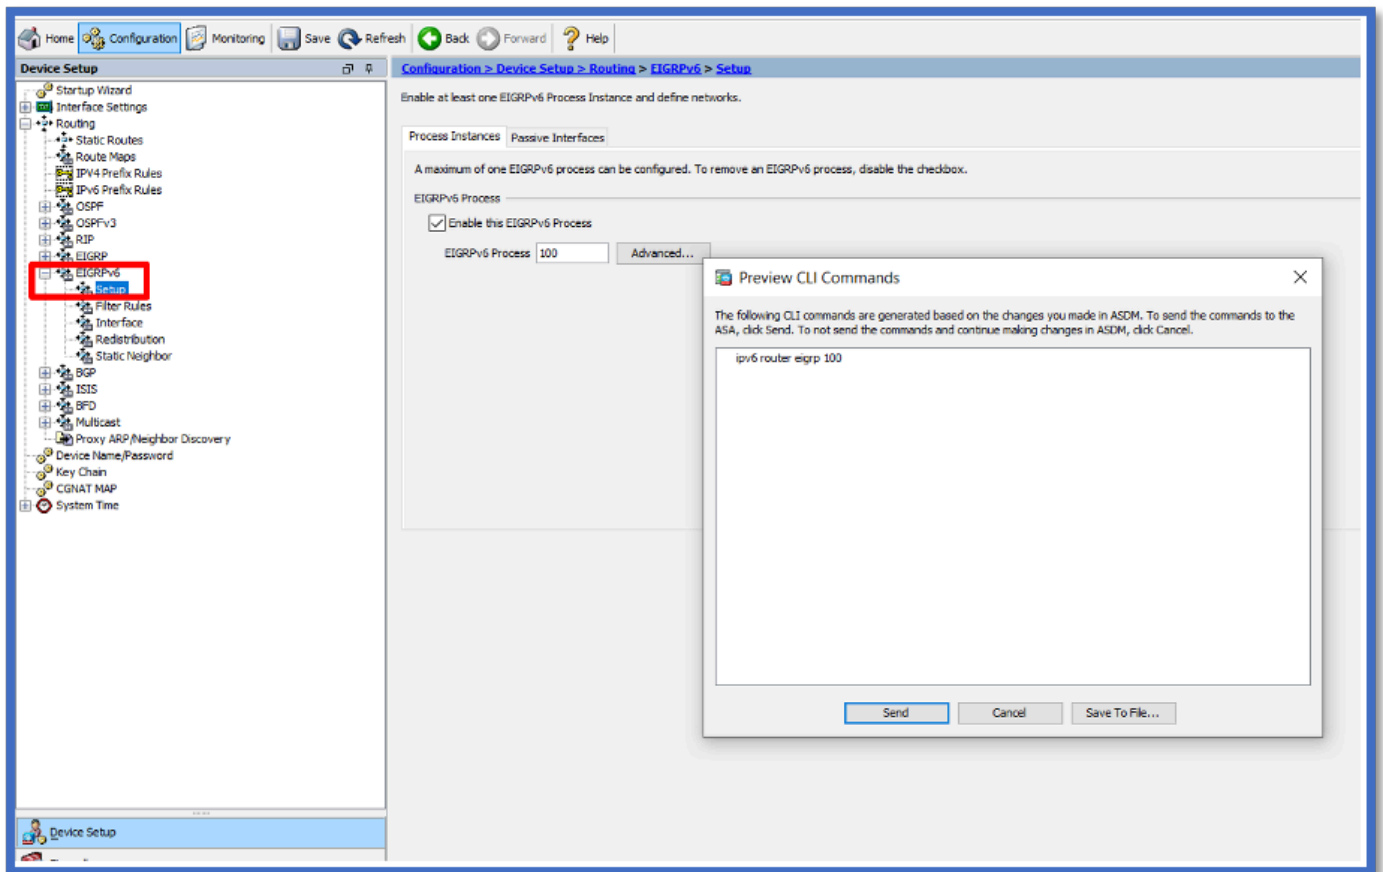 Home Configuration Monitoring Save Refresh Back Forward Help
Device Setup
Startup Wizard
Interface Settings
Routing
Static Routes
Route Maps
IPV4 Prefix Rules
IPv6 Prefix Rules
OSPF
OSPFv3
RIP
EIGRP
EIGRPv6
Setup
Filter Rules
Interface
Redistribution
Static Neighbor
BGP
ISIS
BFD
Multicast
Proxy ARP/Neighbor Discovery
Device Name/Password
Key Chain
CGNAT MAP
System Time
Device Setup
Configuration > Device Setup > Routing > EIGRPv6 > Setup
Enable at least one EIGRPv6 Process Instance and define networks.
Process Instances Passive Interfaces
A maximum of one EIGRPv6 process can be configured. To remove an EIGRPv6 process, disable the checkbox.
EIGRPv6 Process
Enable this EIGRPv6 Process
EIGRPv6 Process 100 Advanced...
Preview CLI Commands
The following CLI commands are generated based on the changes you made in ASDM. To send the commands to the
ASA, click Send. To not send the commands and continue making changes in ASDM, click Cancel.
ipv6 router eigrp 100
Send Cancel Save To File...